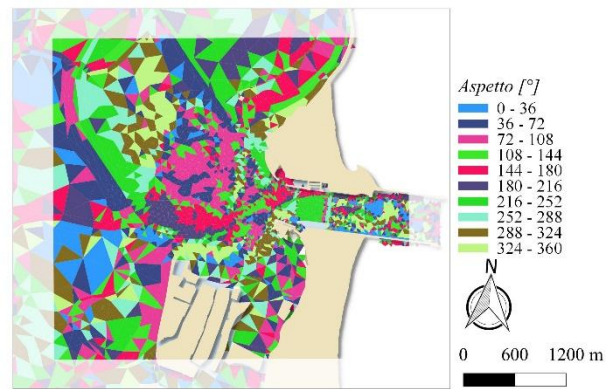 Aspetto [°]
0 - 36
36 - 72
72 - 108
108 - 144
144 - 180
180 - 216
216 - 252
252 - 288
288 - 324
324 - 360
N
0 600 1200 m